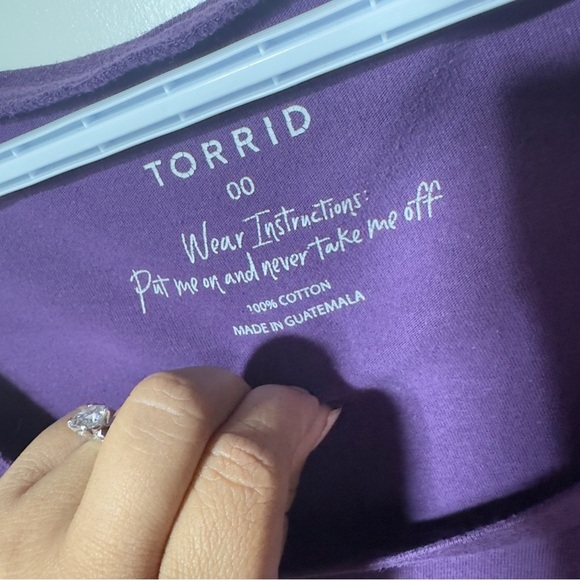 TORRID
00
Wear Instructions:
Put me on and never take me off
100% COTTON
MADE IN GUATEMALA